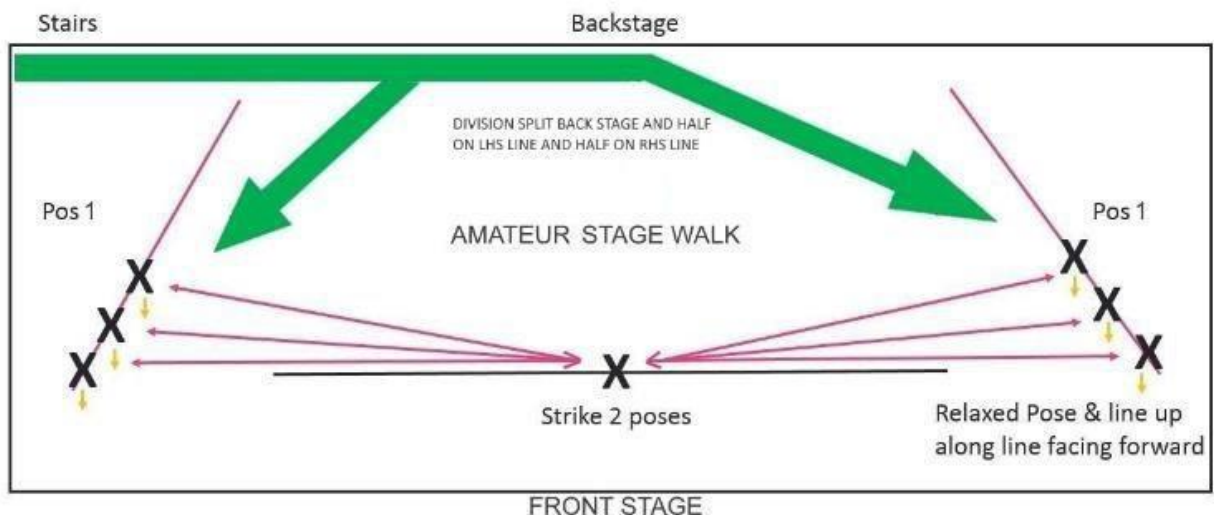 Stairs
Backstage
DIVISION SPLIT BACK STAGE AND HALF
ON LHS LINE AND HALF ON RHS LINE
Pos 1
Pos 1
AMATEUR STAGE WALK
X
X
X
X
X
X
X
Strike 2 poses
Relaxed Pose & line up
along line facing forward
FRONT STAGE